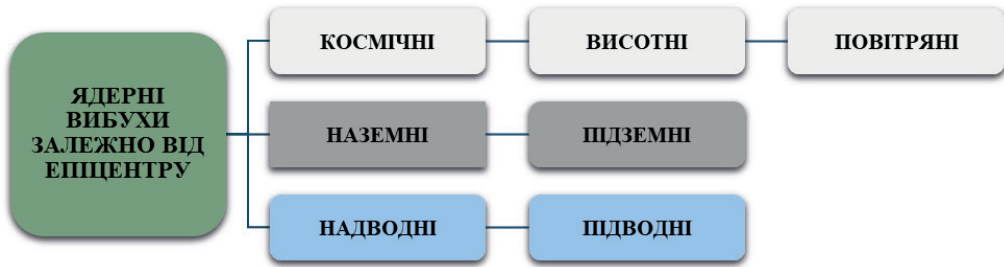 ЯДЕРНІ
ВИБУХИ
ЗАЛЕЖНО ВІД
ЕПІЦЕНТРУ
КОСМІЧНІ
ВИСОТНІ
ПОВІТРЯНІ
НАЗЕМНІ
ПІДЗЕМНІ
НАДВОДНІ
ПІДВОДНІ